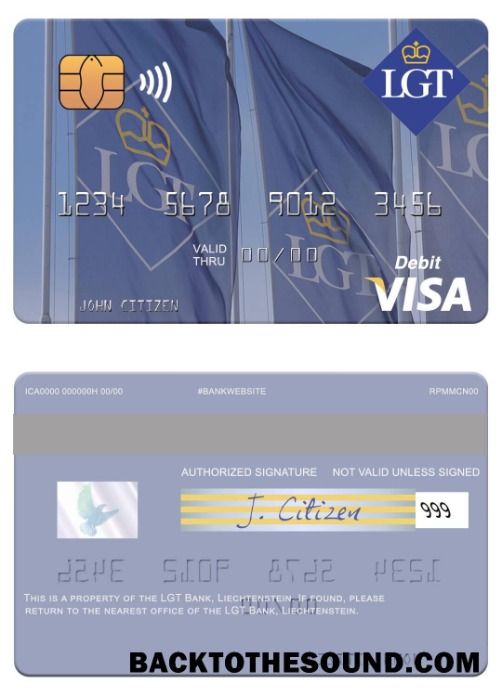 LGT
1234 5678 9012 3456
VALID THRU 00/00
Debit
VISA
JOHN CITIZEN
ICA0000 000000H 00/00 #BANKWEBSITE RPMMCN00
AUTHORIZED SIGNATURE NOT VALID UNLESS SIGNED
J. Citizen 999
THIS IS A PROPERTY OF THE LGT BANK, LIECHTENSTEIN. IF FOUND, PLEASE
RETURN TO THE NEAREST OFFICE OF THE LGT BANK, LIECHTENSTEIN.
BACKTOTHESOUND.COM